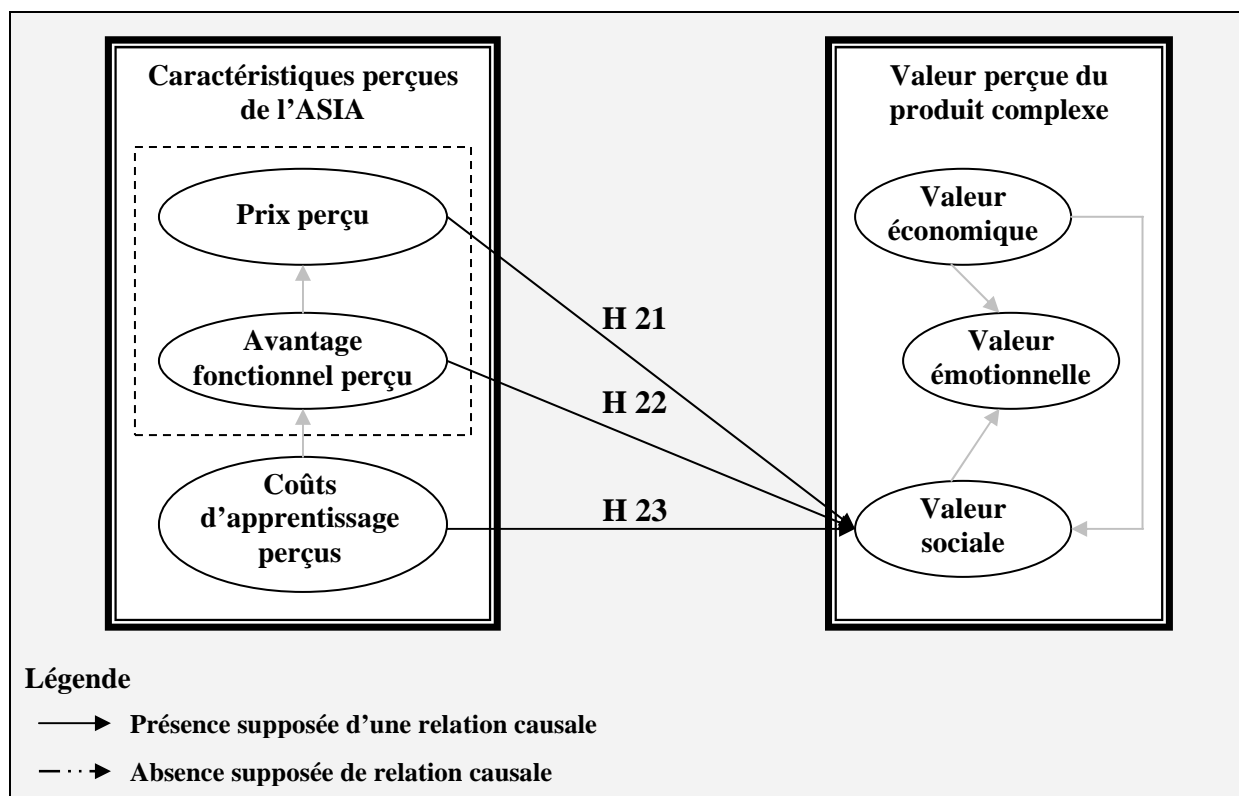 Caractéristiques perçues
de l'ASIA
Prix perçu
Avantage
fonctionnel perçu
Coûts
d'apprentissage
perçus
H 21
H 22
H 23
Valeur perçue du
produit complexe
Valeur
économique
Valeur
émotionnelle
Valeur
sociale
Légende
Présence supposée d'une relation causale
Absence supposée de relation causale